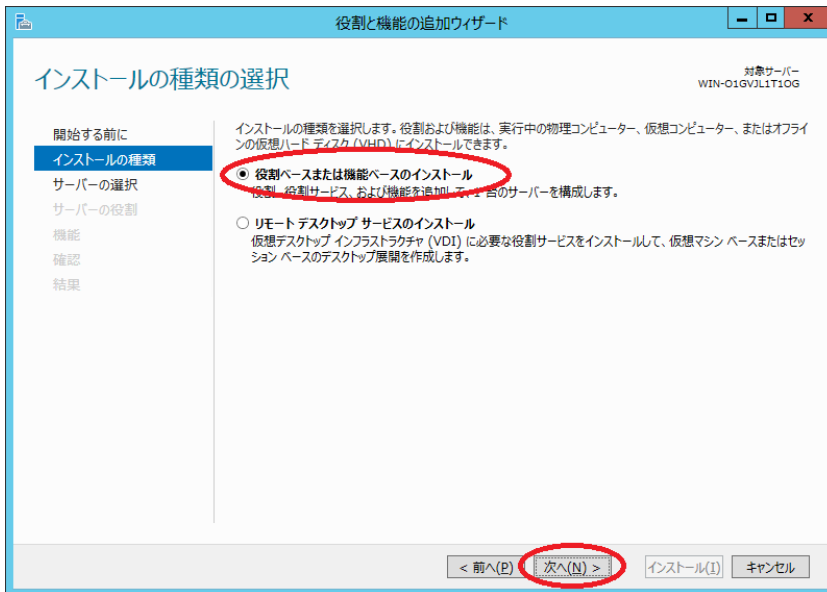 役割と機能の追加ウィザード
インストールの種類の選択
対象サーバー
WIN-O1GVJL1T1OG
開始する前に
インストールの種類
サーバーの選択
サーバーの役割
機能
確認
結果
インストールの種類を選択します。役割および機能は、実行中の物理コンピューター、仮想コンピューター、またはオフライ
ンの仮想ハード ディスク (VHD) にインストールできます。
役割ベースまたは機能ベースのインストール
役割、役割サービス、および機能を追加して、1 台のサーバーを構成します。
リモート デスクトップ サービスのインストール
仮想デスクトップ インフラストラクチャ (VDI) に必要な役割サービスをインストールして、仮想マシン ベースまたはセッ
ション ベースのデスクトップ展開を作成します。
< 前へ(P) 次へ(N) > インストール(I) キャンセル